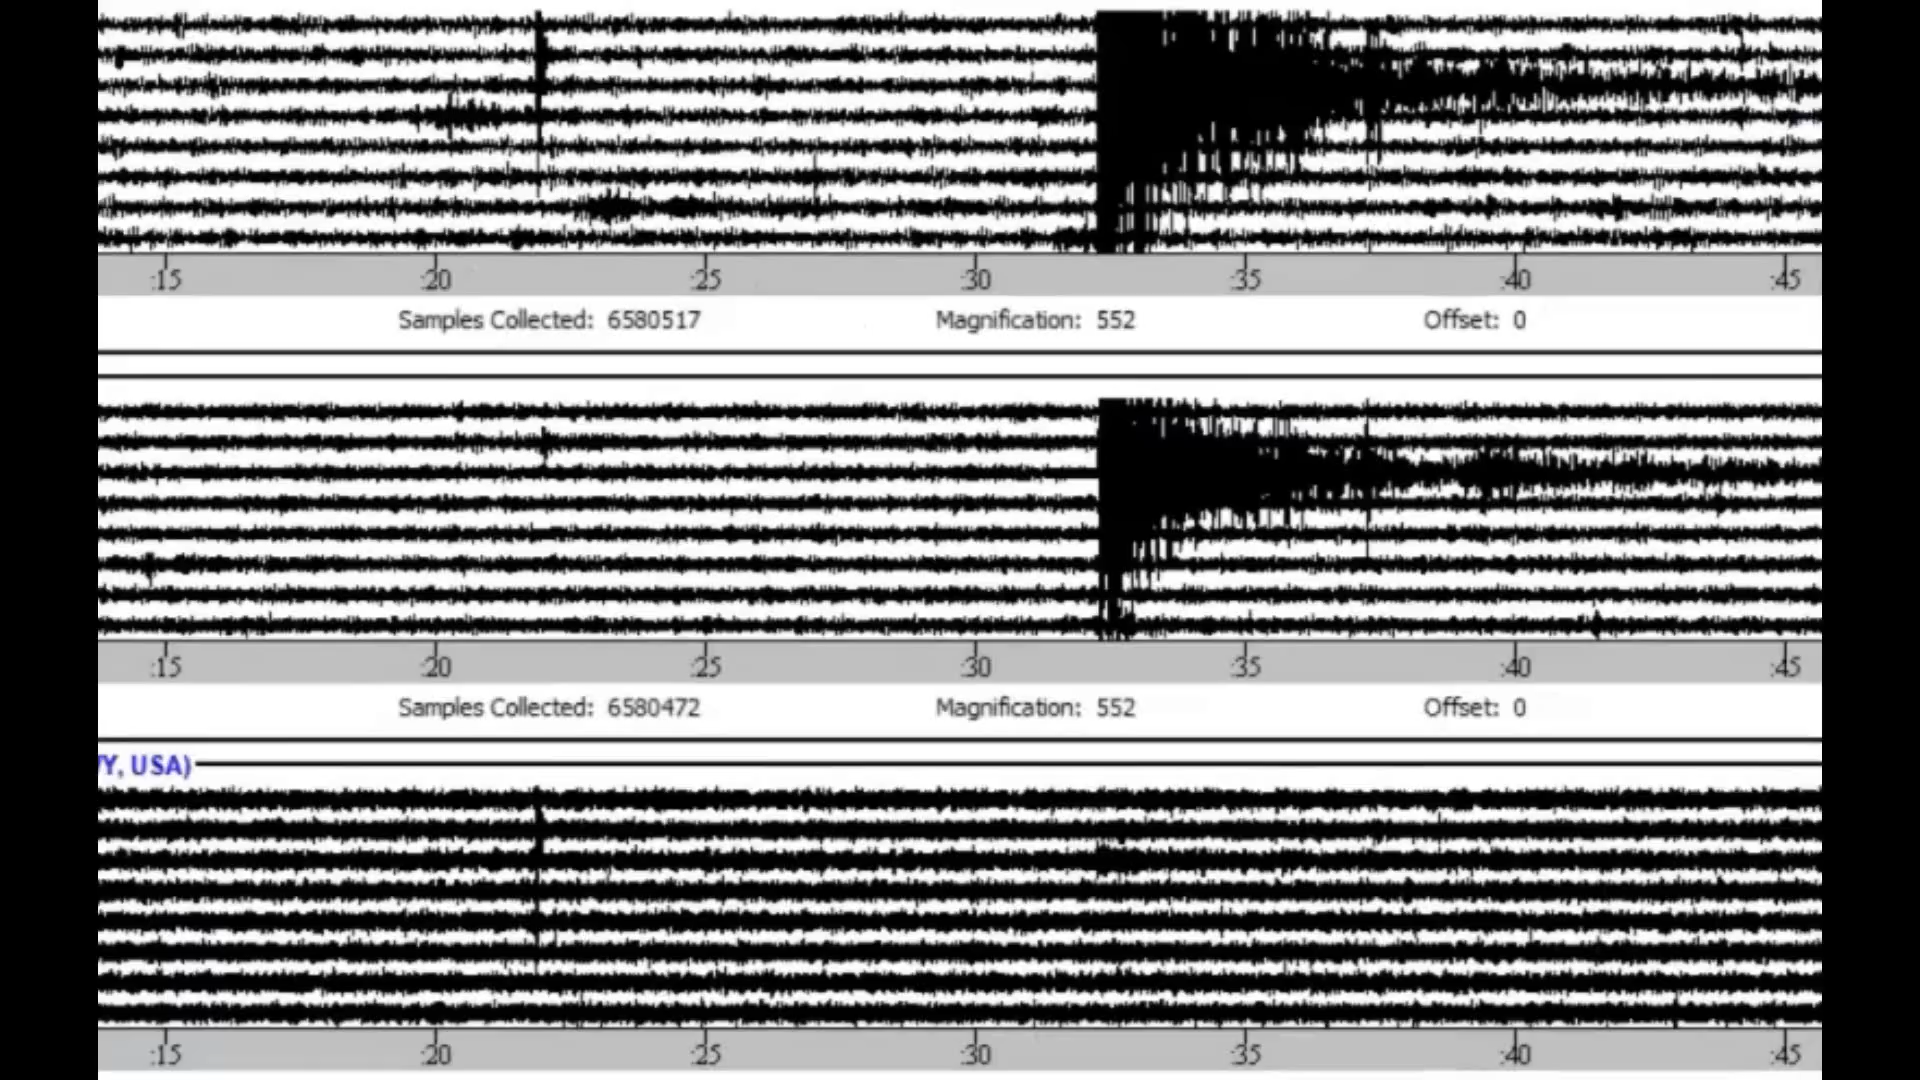 :15 :20 :25 :30 :35 :40 :45
Samples Collected: 6580517 Magnification: 552 Offset: 0
:15 :20 :25 :30 :35 :40 :45
Samples Collected: 6580472 Magnification: 552 Offset: 0
Y, USA)
:15 :20 :25 :30 :35 :40 :45